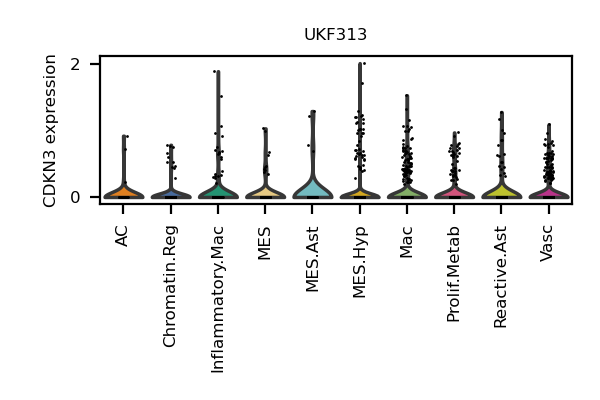 UKF313
CDKN3 expression
2
0
AC
Chromatin.Reg
Inflammatory.Mac
MES
MES.Ast
MES.Hyp
Mac
Prolif.Metab
Reactive.Ast
Vasc